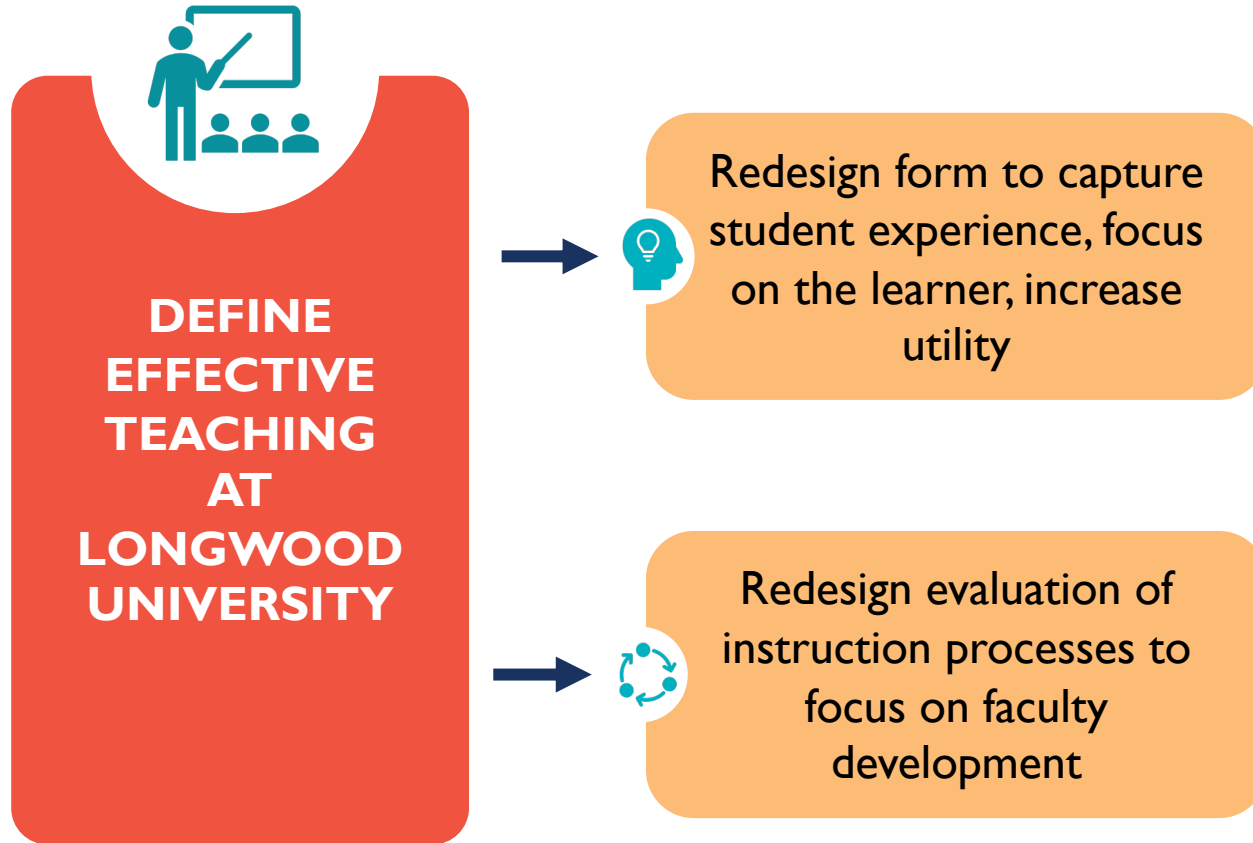 DEFINE
EFFECTIVE
TEACHING
AT
LONGWOOD
UNIVERSITY
Redesign form to capture
student experience, focus
on the learner, increase
utility
Redesign evaluation of
instruction processes to
focus on faculty
development